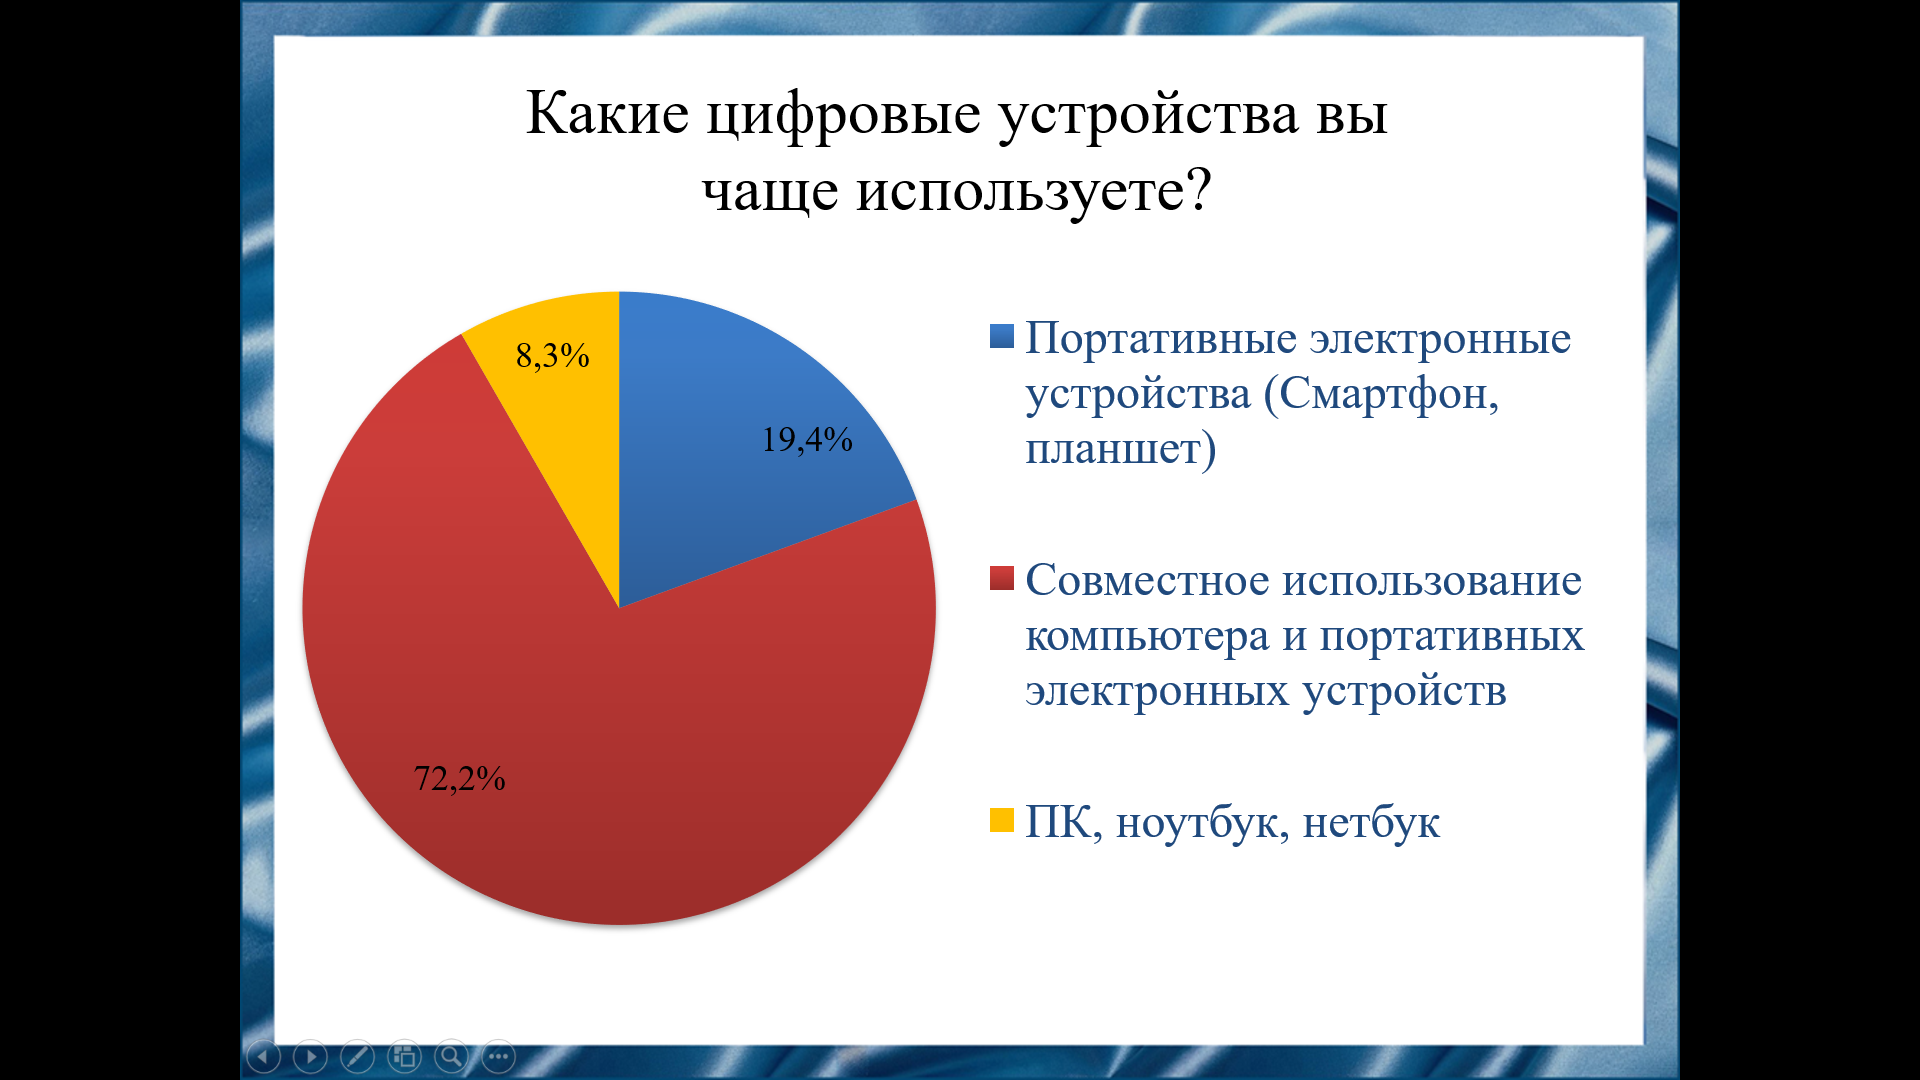 Какие цифровые устройства вы
чаще используете?
8,3%
19,4%
72,2%
Портативные электронные
устройства (Смартфон,
планшет)
Совместное использование
компьютера и портативных
электронных устройств
ПК, ноутбук, нетбук